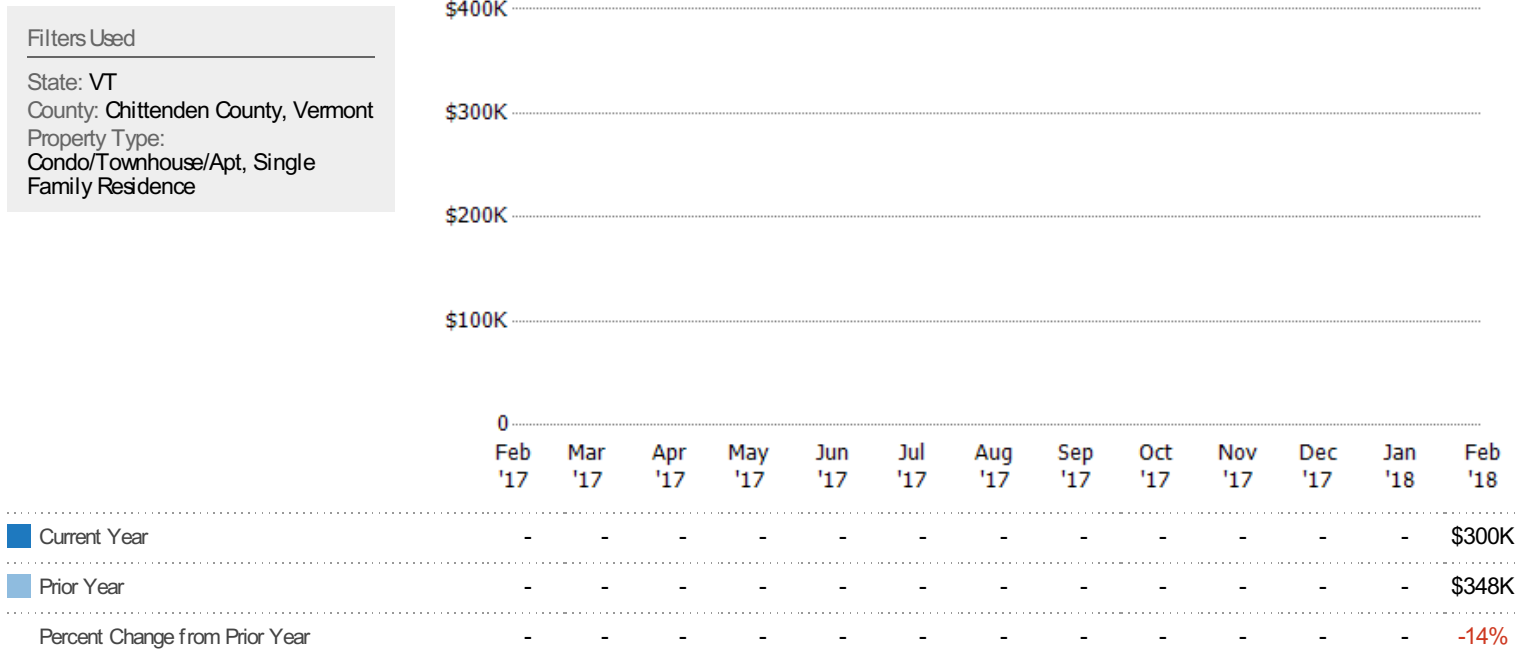 Filters Used
State: VT
County: Chittenden County, Vermont
Property Type:
Condo/Townhouse/Apt, Single
Family Residence
$400K
$300K
$200K
$100K
0
Feb Mar Apr May Jun Jul Aug Sep Oct Nov Dec Jan Feb
'17 '17 '17 '17 '17 '17 '17 '17 '17 '17 '17 '18 '18
Current Year - - - - - - - - - - - - $300K
Prior Year - - - - - - - - - - - - $348K
Percent Change from Prior Year - - - - - - - - - - - - -14%